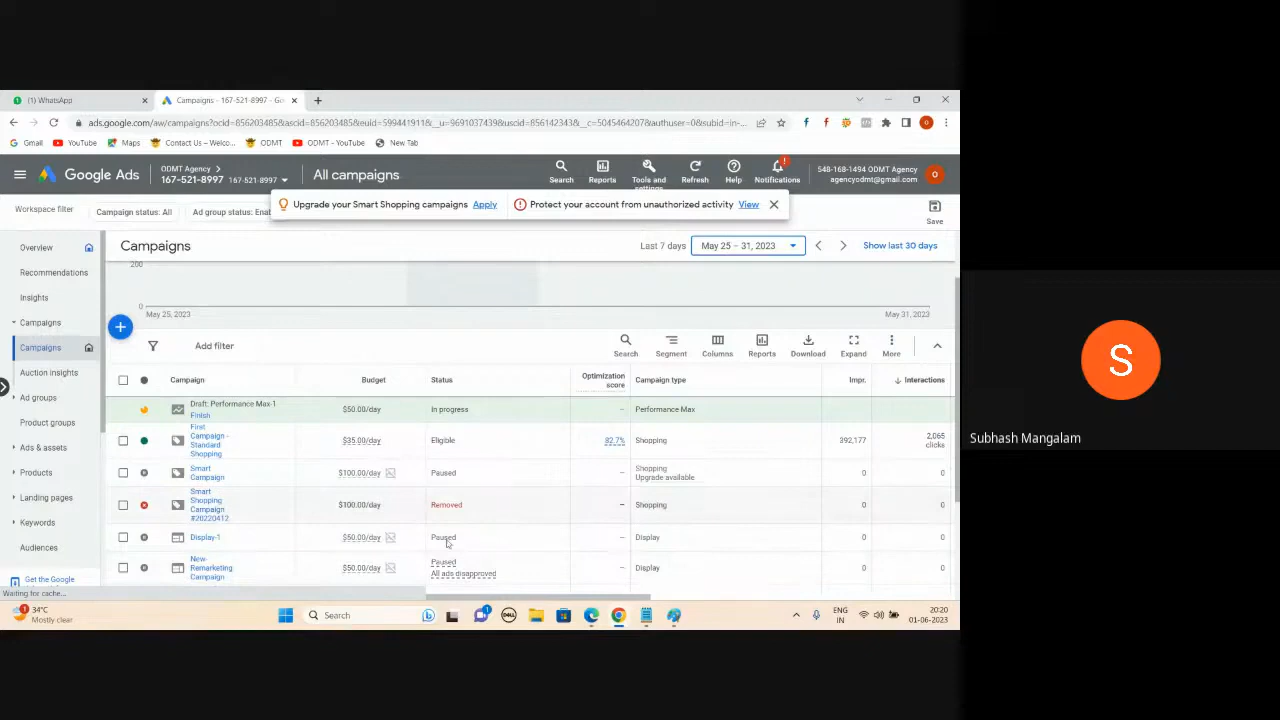 (1) WhatsApp
Campaigns - 167-521-8997 - Go
ads.google.com/aw/campaigns?ocid=856203485&ascid=856203485&euid=599441911&__u=9691037439&uscid=856142343&__c=5045464207&authuser=0&subid=in-...
Gmail YouTube Maps Contact Us – Welco... ODMT ODMT - YouTube New Tab
Google Ads
ODMT Agency
167-521-8997 167-521-8997
All campaigns
Search Reports Tools and settings Refresh Help Notifications
548-168-1494 ODMT Agency
agencyodmt@gmail.com
Upgrade your Smart Shopping campaigns Apply
Protect your account from unauthorized activity View
Workspace filter
Campaign status: All
Ad group status: Enab
Save
Campaigns
Last 7 days May 25 – 31, 2023 Show last 30 days
200
0
May 25, 2023 May 31, 2023
Overview
Recommendations
Insights
Campaigns
Campaigns
Auction insights
Ad groups
Product groups
Ads & assets
Products
Landing pages
Keywords
Audiences
Get the Google
Add filter
Search Segment Columns Reports Download Expand More
Campaign Budget Status Optimization score Campaign type Impr. Interactions
Draft: Performance Max-1
Finish
$50.00/day In progress – Performance Max
First
Campaign -
Standard
Shopping
$35.00/day Eligible 82.7% Shopping 392,177 2,065
clicks
Smart
Campaign
$100.00/day Paused – Shopping
Upgrade available
0 0
Smart
Shopping
Campaign
#20220412
$100.00/day Removed – Shopping 0 0
Display-1 $50.00/day Paused – Display 0 0
New-
Remarketing
Campaign
$50.00/day Paused
All ads disapproved
– Display 0 0
Waiting for cache...
34°C
Mostly clear
Search
ENG
IN
20:20
01-06-2023
S
Subhash Mangalam